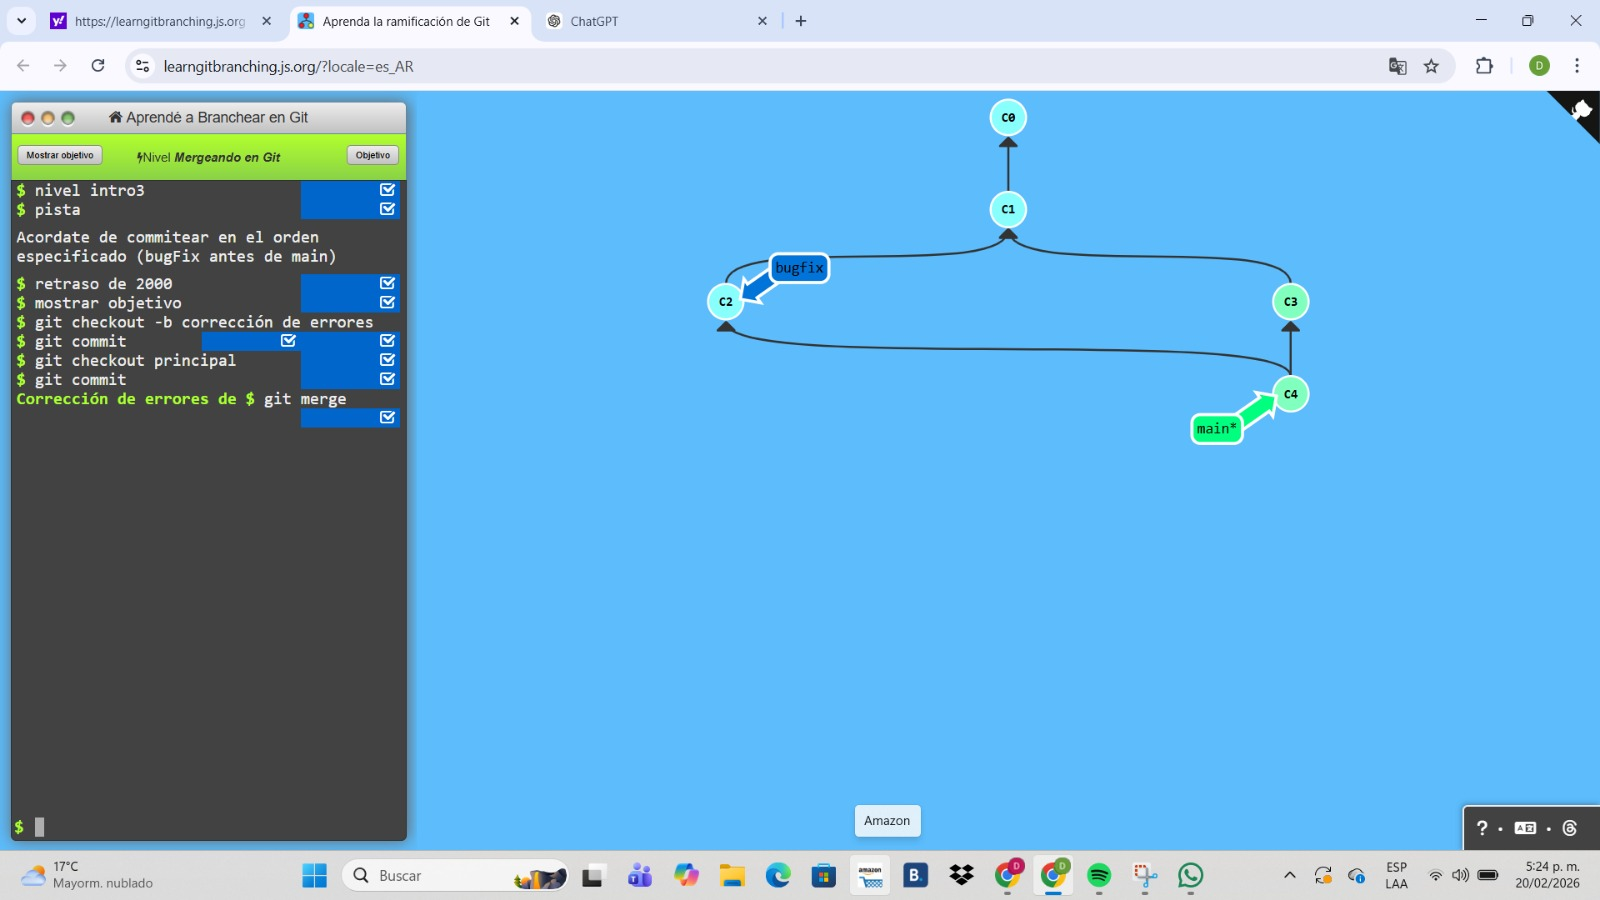 https://learngitbranching.js.org
Aprenda la ramificación de Git
ChatGPT
learngitbranching.js.org/?locale=es_AR
D
Aprendé a Branchear en Git
Mostrar objetivo
Nivel Mergeando en Git
Objetivo
$ nivel intro3
$ pista
Acordate de commitear en el orden
especificado (bugFix antes de main)
$ retraso de 2000
$ mostrar objetivo
$ git checkout -b corrección de errores
$ git commit
$ git checkout principal
$ git commit
Corrección de errores de $ git merge
$
C0
C1
bugfix
C2
C3
C4
main*
Amazon
?
17°C
Mayorm. nublado
Buscar
amazon
B.
D
D
ESP
LAA
5:24 p. m.
20/02/2026